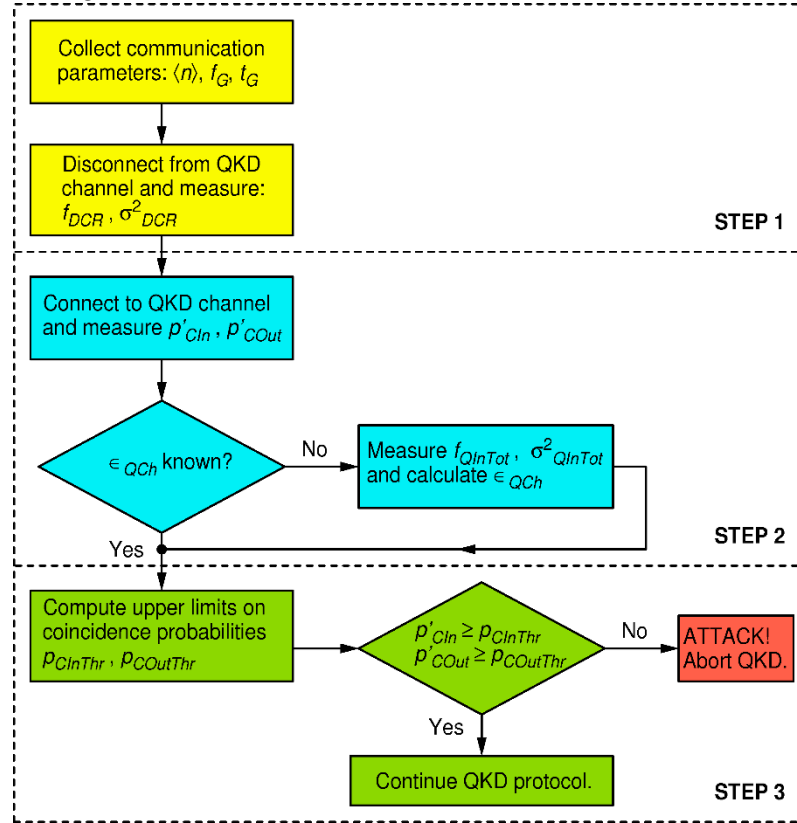 Collect communication
parameters: ⟨n⟩, f_G, t_G
Disconnect from QKD
channel and measure:
f_DCR , σ²_DCR
STEP 1
Connect to QKD channel
and measure p'_CIn , p'_COut
∈_QCh known?
No
Measure f_QInTot , σ²_QInTot
and calculate ∈_QCh
Yes
STEP 2
Compute upper limits on
coincidence probabilities
p_CInThr , p_COutThr
p'_CIn ≥ p_CInThr
p'_COut ≥ p_COutThr
No
ATTACK!
Abort QKD.
Yes
Continue QKD protocol.
STEP 3